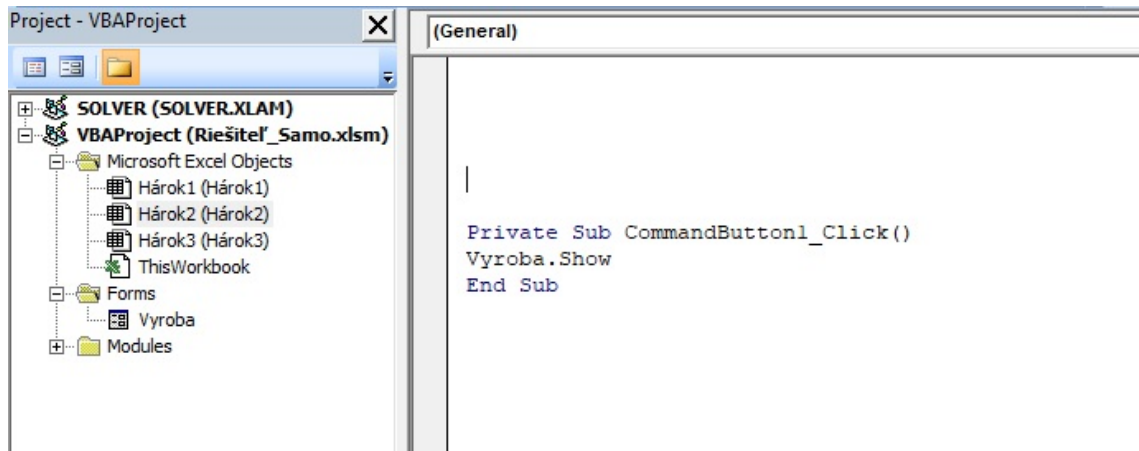 Project - VBAProject
SOLVER (SOLVER.XLAM)
VBAProject (Riešiteľ_Samo.xlsm)
Microsoft Excel Objects
Hárok1 (Hárok1)
Hárok2 (Hárok2)
Hárok3 (Hárok3)
ThisWorkbook
Forms
Vyroba
Modules
(General)
Private Sub CommandButton1_Click()
Vyroba.Show
End Sub